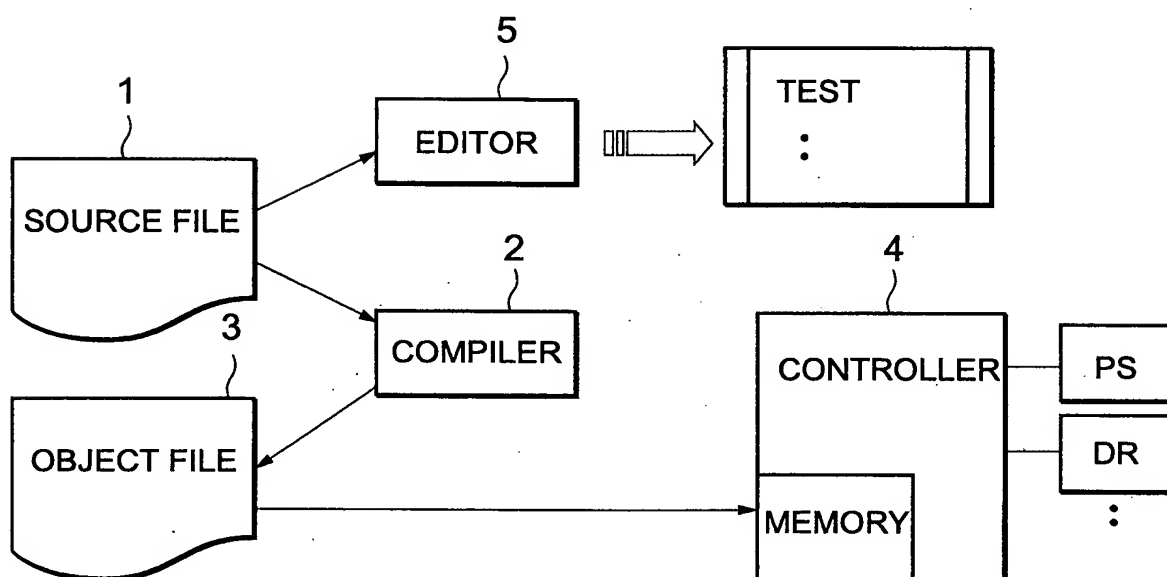 5
1
TEST
EDITOR
SOURCE FILE
2
4
3
COMPILER
CONTROLLER
PS
OBJECT FILE
DR
MEMORY